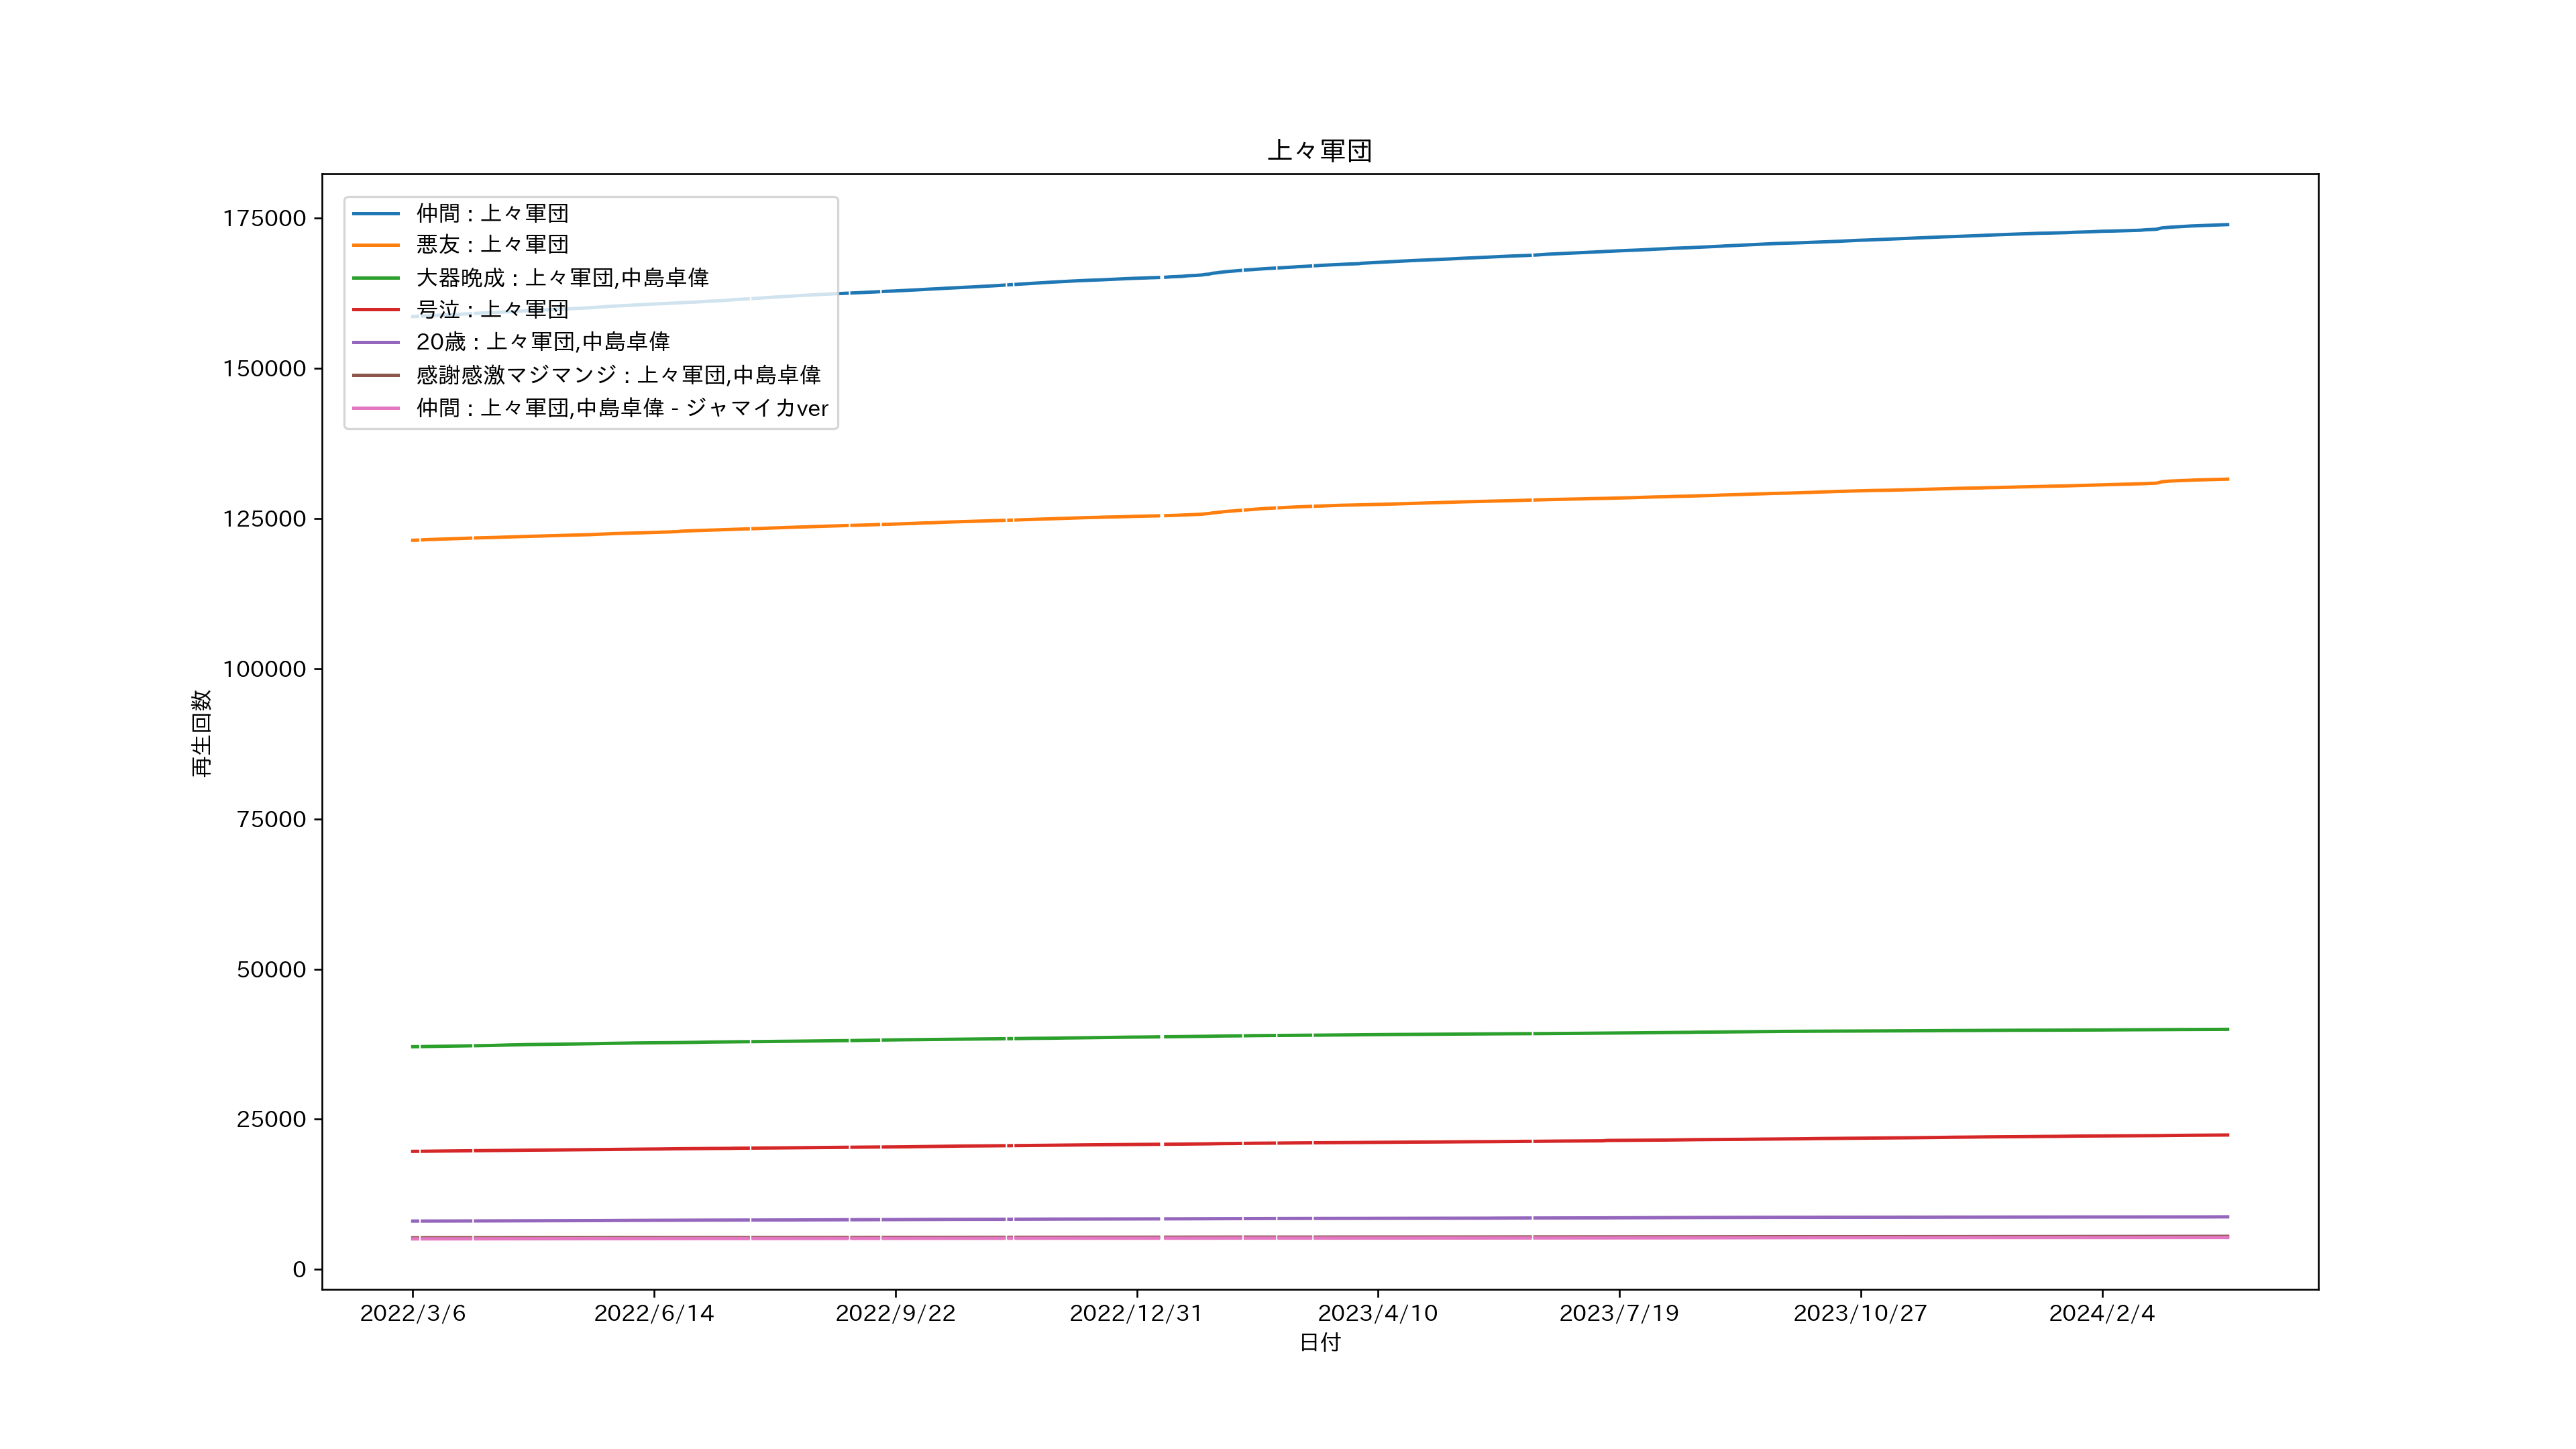 上々軍団
仲間 : 上々軍団
悪友 : 上々軍団
大器晩成 : 上々軍団,中島卓偉
号泣 : 上々軍団
20歳 : 上々軍団,中島卓偉
感謝感激マジマンジ : 上々軍団,中島卓偉
仲間 : 上々軍団,中島卓偉 - ジャマイカver
175000
150000
125000
100000
75000
50000
25000
0
再生回数
2022/3/6 2022/6/14 2022/9/22 2022/12/31 2023/4/10 2023/7/19 2023/10/27 2024/2/4
日付